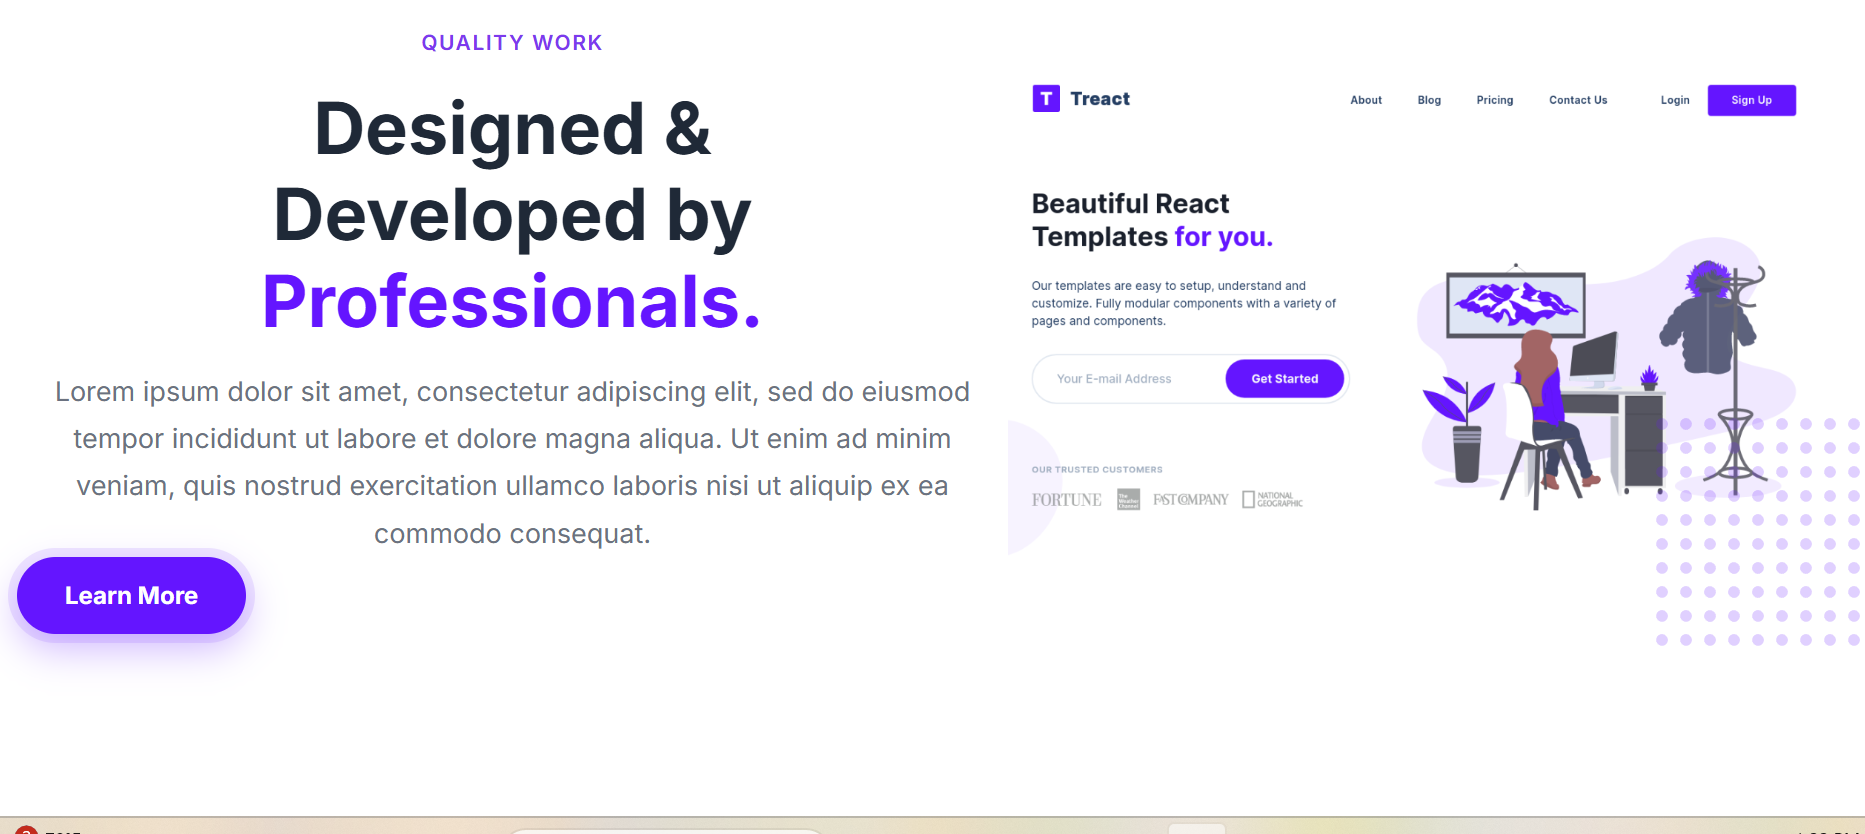 QUALITY WORK
Designed &
Developed by
Professionals.
Lorem ipsum dolor sit amet, consectetur adipiscing elit, sed do eiusmod
tempor incididunt ut labore et dolore magna aliqua. Ut enim ad minim
veniam, quis nostrud exercitation ullamco laboris nisi ut aliquip ex ea
commodo consequat.
Learn More
T Treact
About Blog Pricing Contact Us Login Sign Up
Beautiful React
Templates for you.
Our templates are easy to setup, understand and
customize. Fully modular components with a variety of
pages and components.
Your E-mail Address Get Started
OUR TRUSTED CUSTOMERS
FORTUNE The Weather Channel FAST COMPANY NATIONAL GEOGRAPHIC